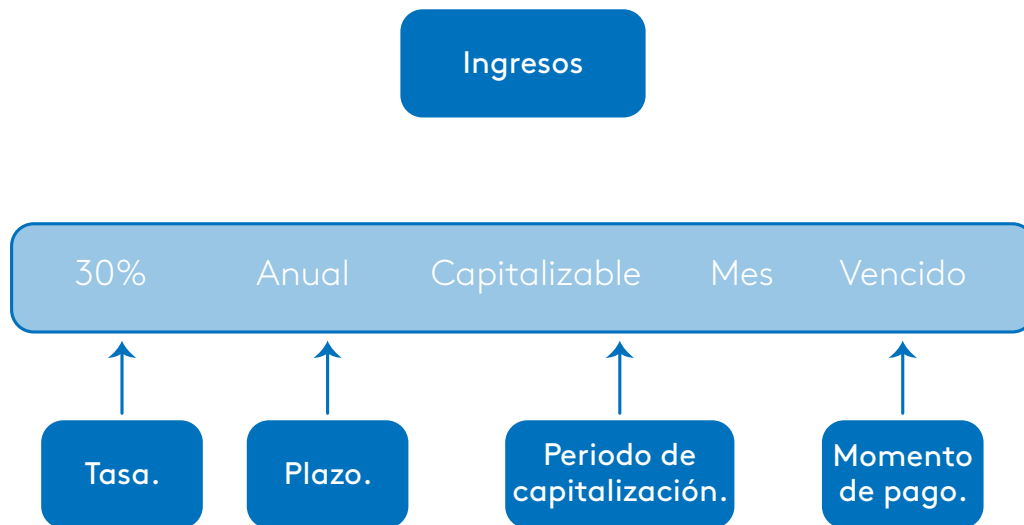 Ingresos
30% Anual Capitalizable Mes Vencido
Tasa.
Plazo.
Periodo de
capitalización.
Momento
de pago.